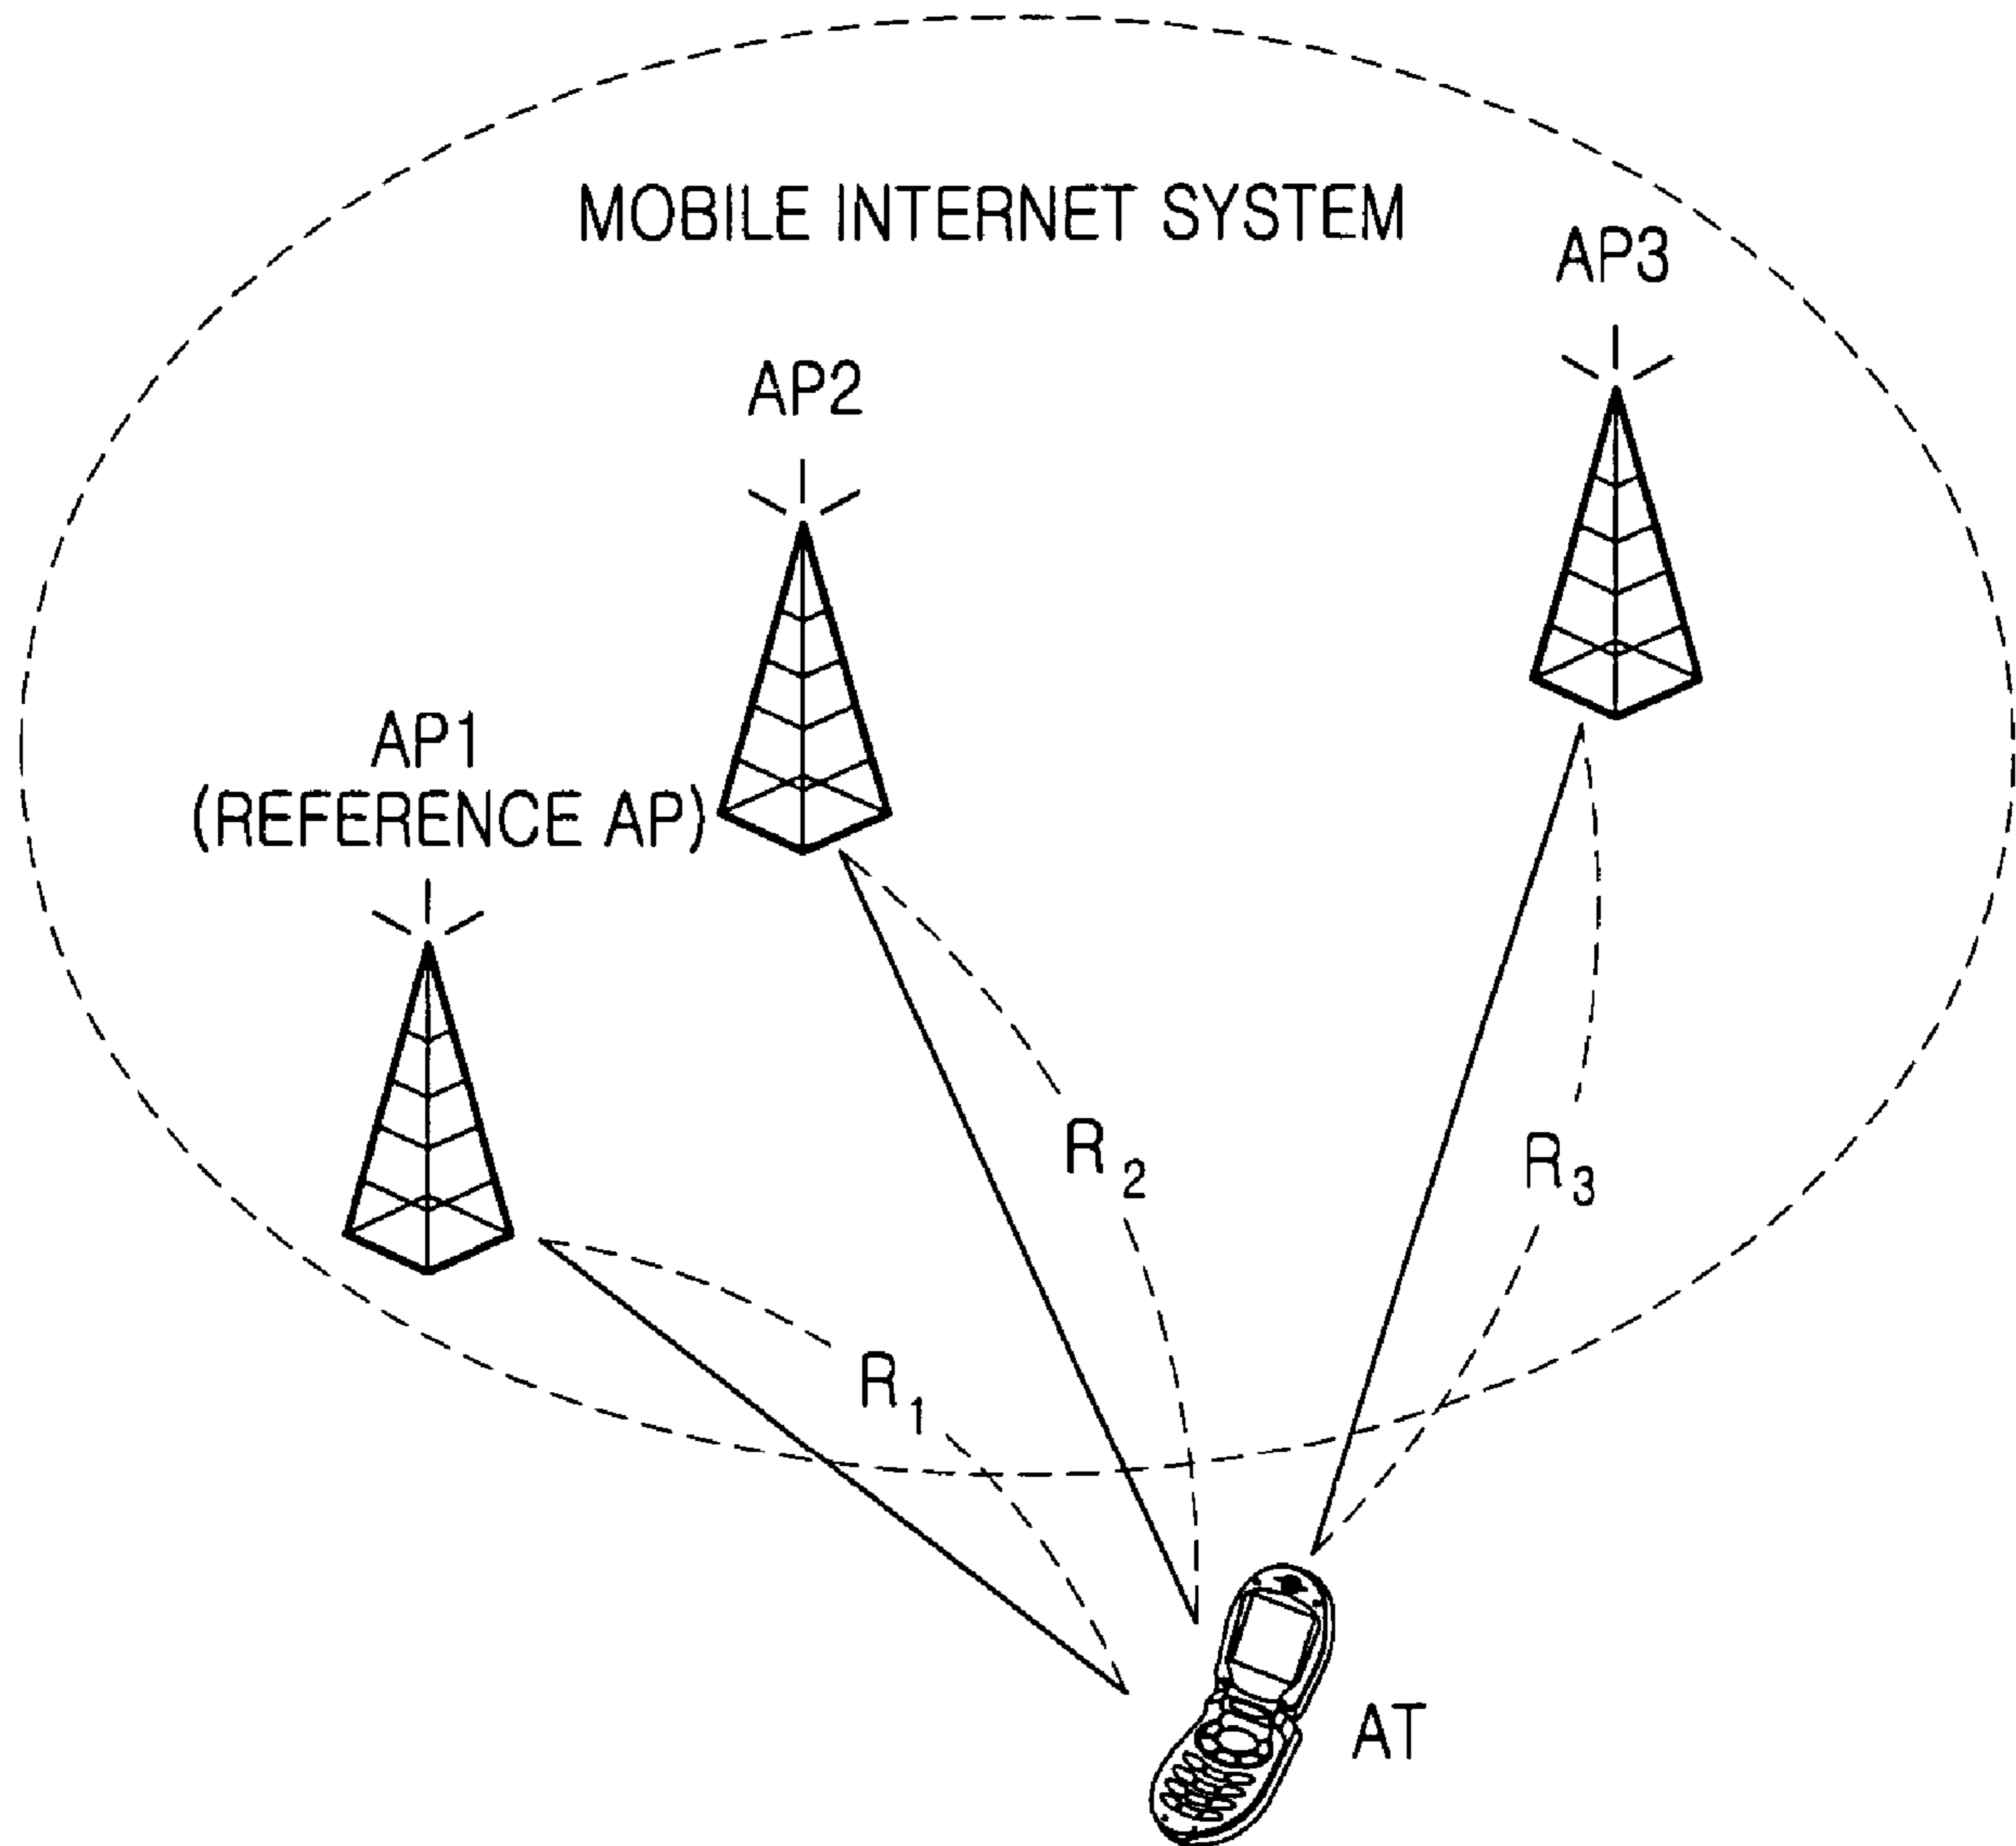 MOBILE INTERNET SYSTEM
AP3
AP2
AP1
(REFERENCE AP)
R2
R3
R1
AT